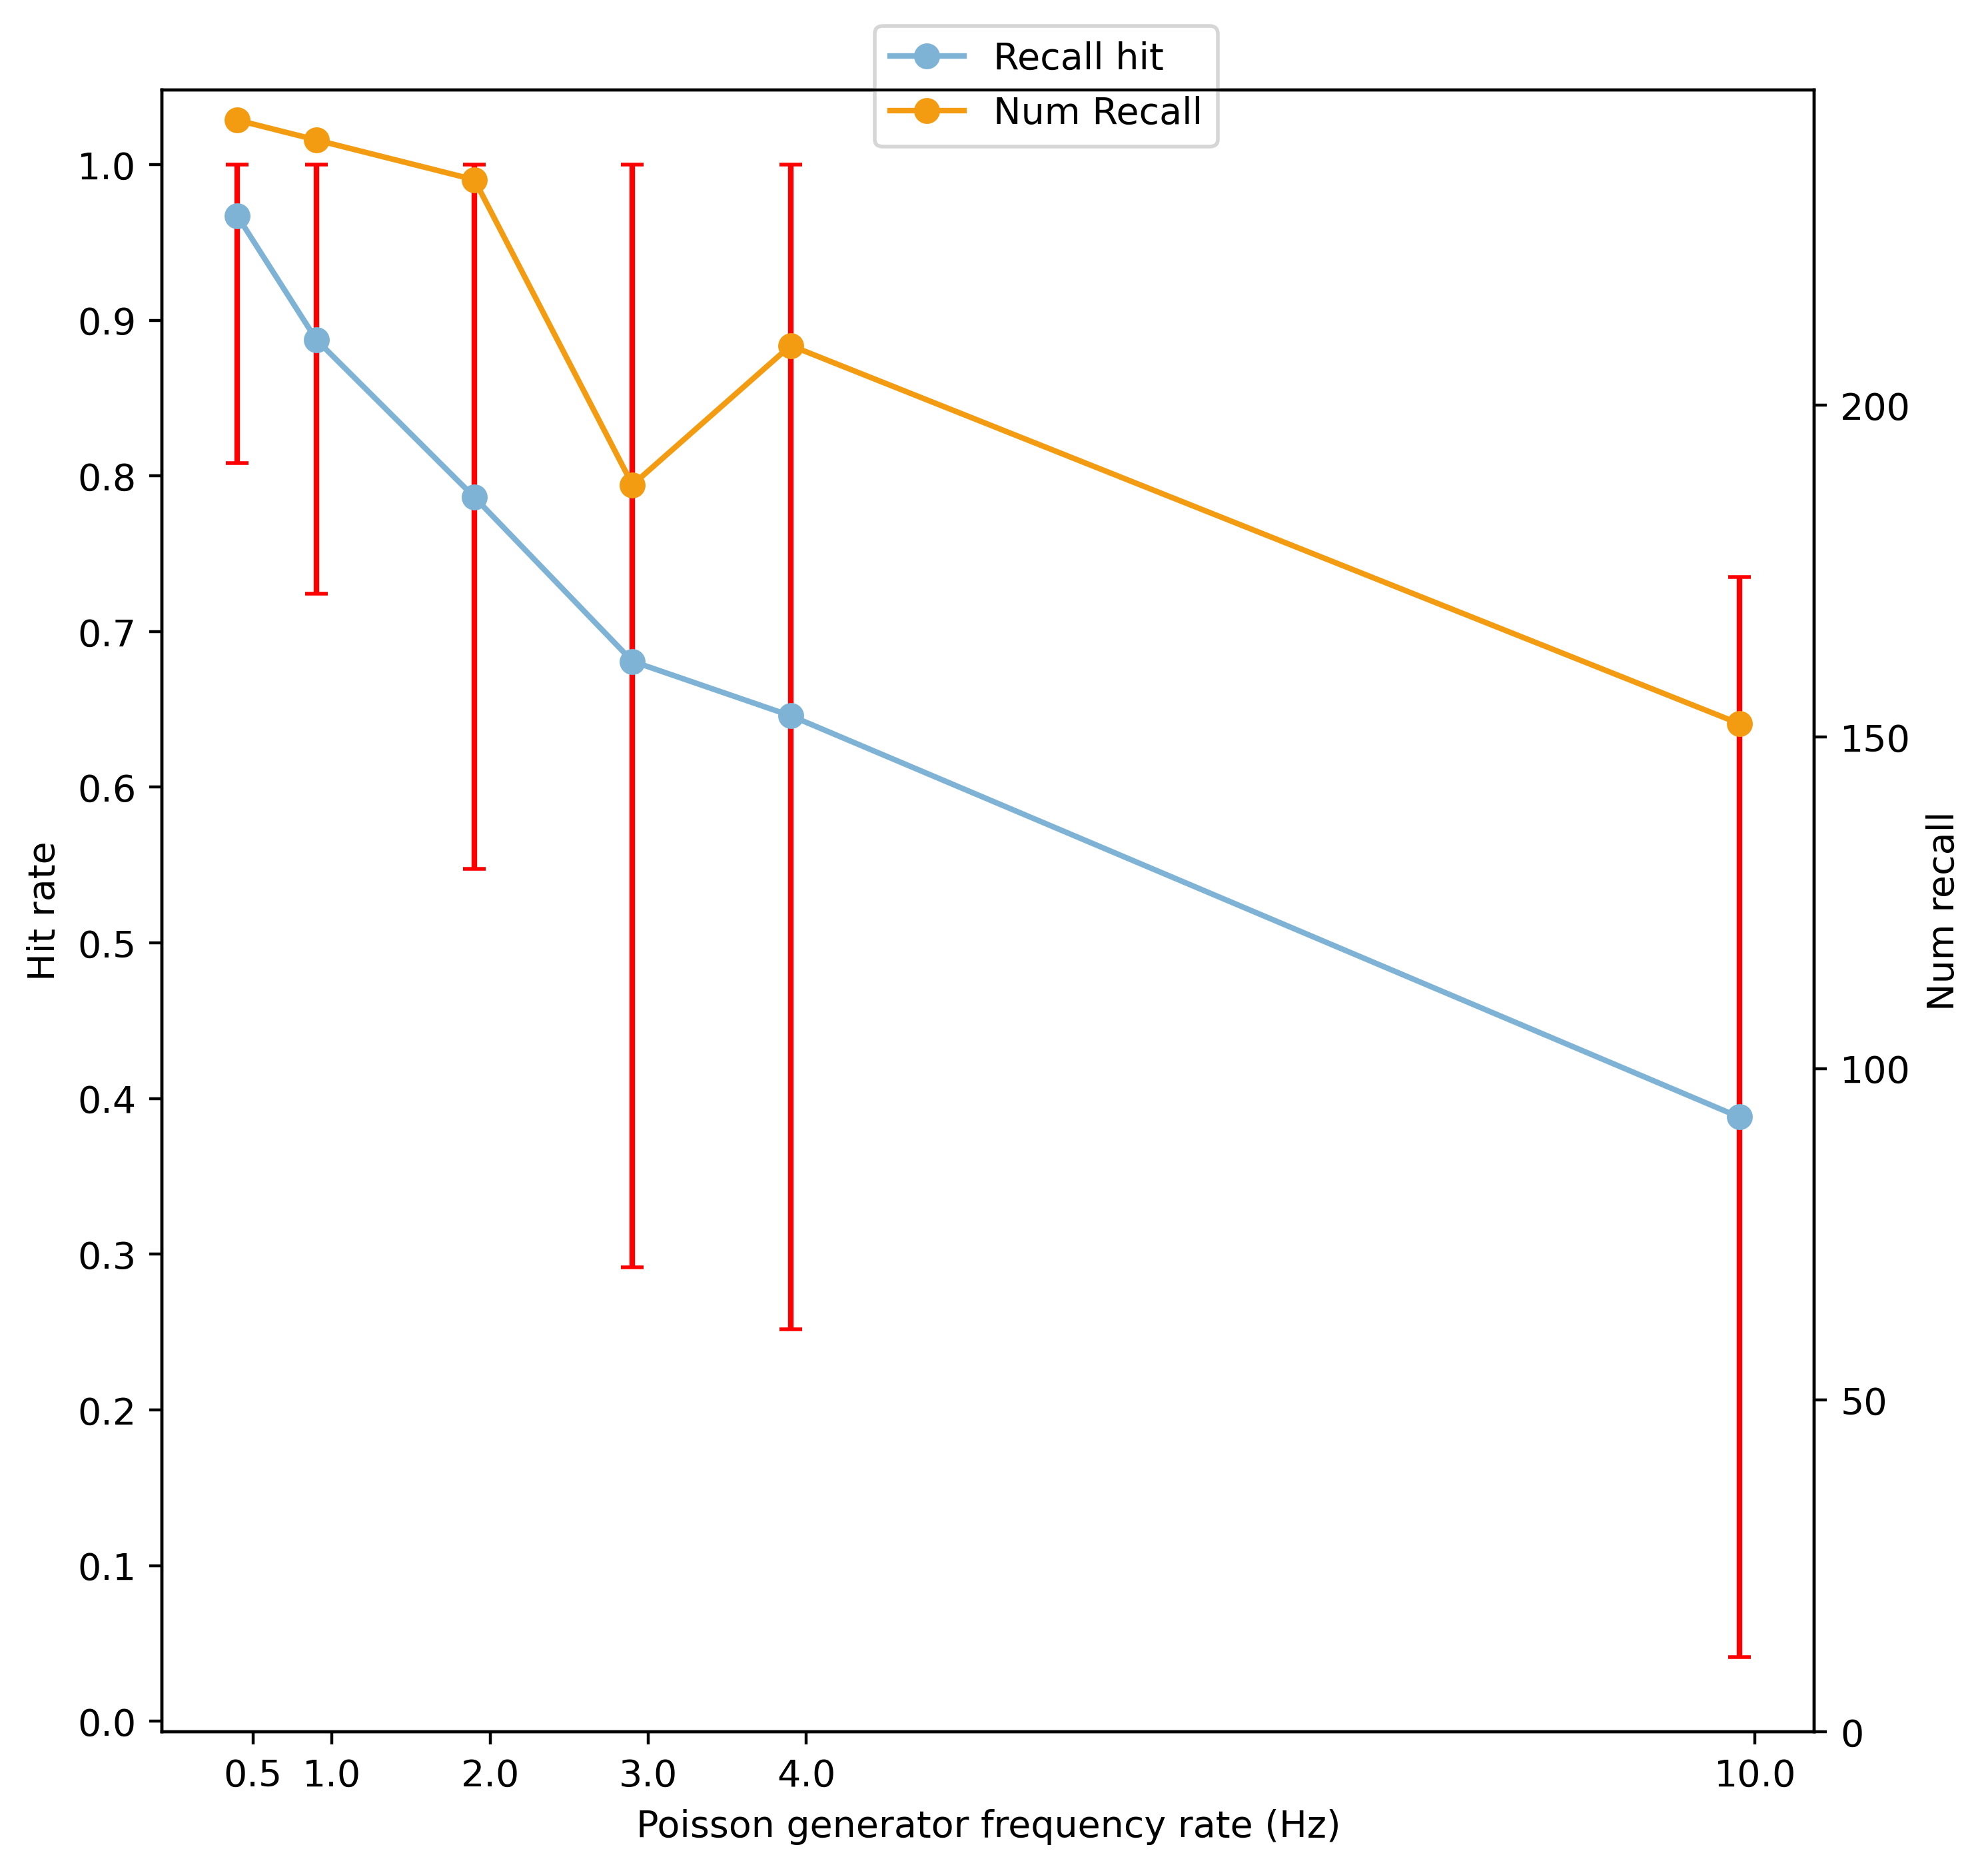 Recall hit
Num Recall
1.0
0.9
0.8
0.7
0.6
0.5
0.4
0.3
0.2
0.1
0.0
Hit rate
200
150
100
50
0
Num recall
0.5 1.0 2.0 3.0 4.0 10.0
Poisson generator frequency rate (Hz)